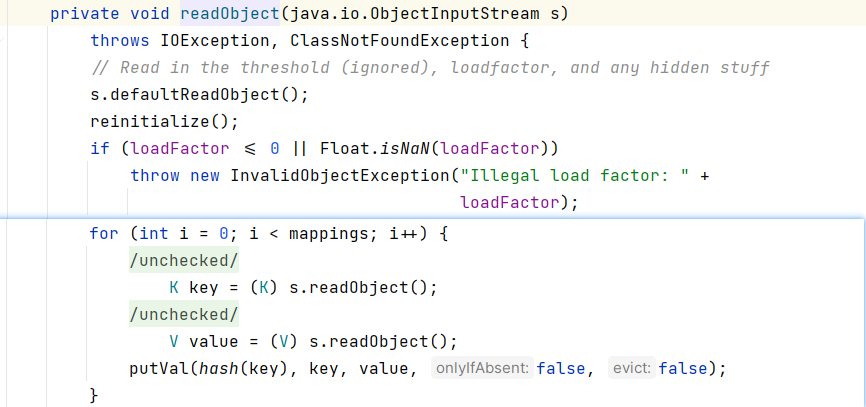 private void readObject(java.io.ObjectInputStream s)
throws IOException, ClassNotFoundException {
// Read in the threshold (ignored), loadfactor, and any hidden stuff
s.defaultReadObject();
reinitialize();
if (loadFactor <= 0 || Float.isNaN(loadFactor))
throw new InvalidObjectException("Illegal load factor: " +
loadFactor);
for (int i = 0; i < mappings; i++) {
/unchecked/
K key = (K) s.readObject();
/unchecked/
V value = (V) s.readObject();
putVal(hash(key), key, value, onlyIfAbsent: false, evict: false);
}